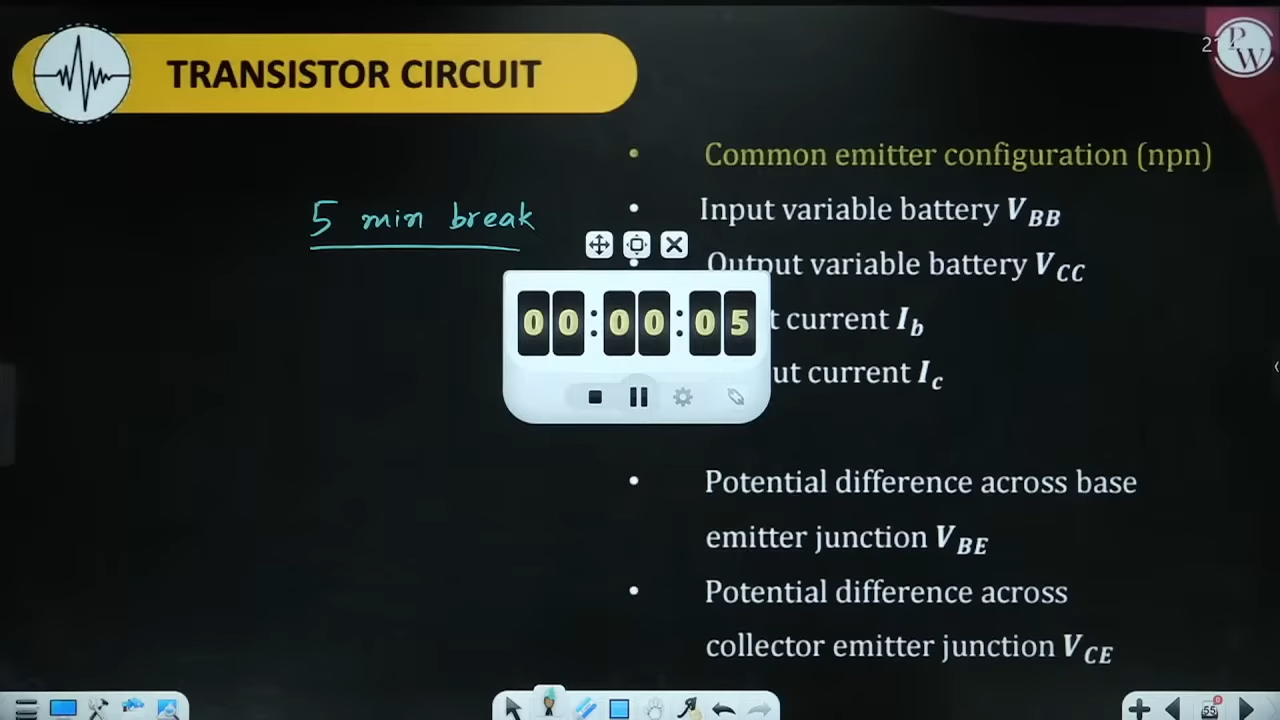 TRANSISTOR CIRCUIT
PW
Common emitter configuration (npn)
5 min break
Input variable battery V_BB
Output variable battery V_CC
00:00:05
t current I_b
ut current I_c
Potential difference across base
emitter junction V_BE
Potential difference across
collector emitter junction V_CE
55